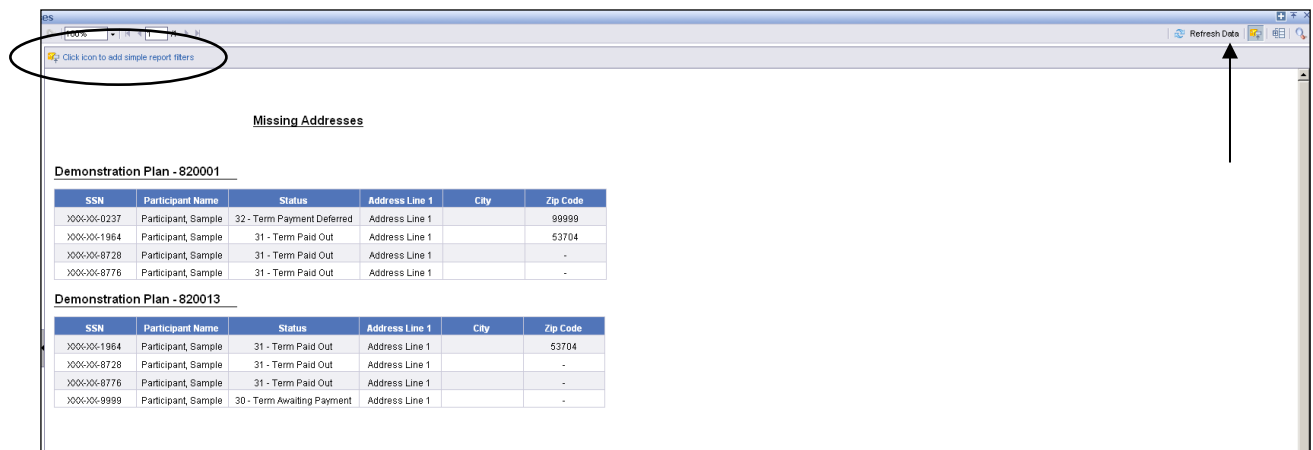 es
100% 1 Refresh Data
Click icon to add simple report filters
Missing Addresses
Demonstration Plan - 820001
SSN Participant Name Status Address Line 1 City Zip Code
XXX-XX-0237 Participant, Sample 32 - Term Payment Deferred Address Line 1 99999
XXX-XX-1964 Participant, Sample 31 - Term Paid Out Address Line 1 53704
XXX-XX-8728 Participant, Sample 31 - Term Paid Out Address Line 1 -
XXX-XX-8776 Participant, Sample 31 - Term Paid Out Address Line 1 -
Demonstration Plan - 820013
SSN Participant Name Status Address Line 1 City Zip Code
XXX-XX-1964 Participant, Sample 31 - Term Paid Out Address Line 1 53704
XXX-XX-8728 Participant, Sample 31 - Term Paid Out Address Line 1 -
XXX-XX-8776 Participant, Sample 31 - Term Paid Out Address Line 1 -
XXX-XX-9999 Participant, Sample 30 - Term Awaiting Payment Address Line 1 -